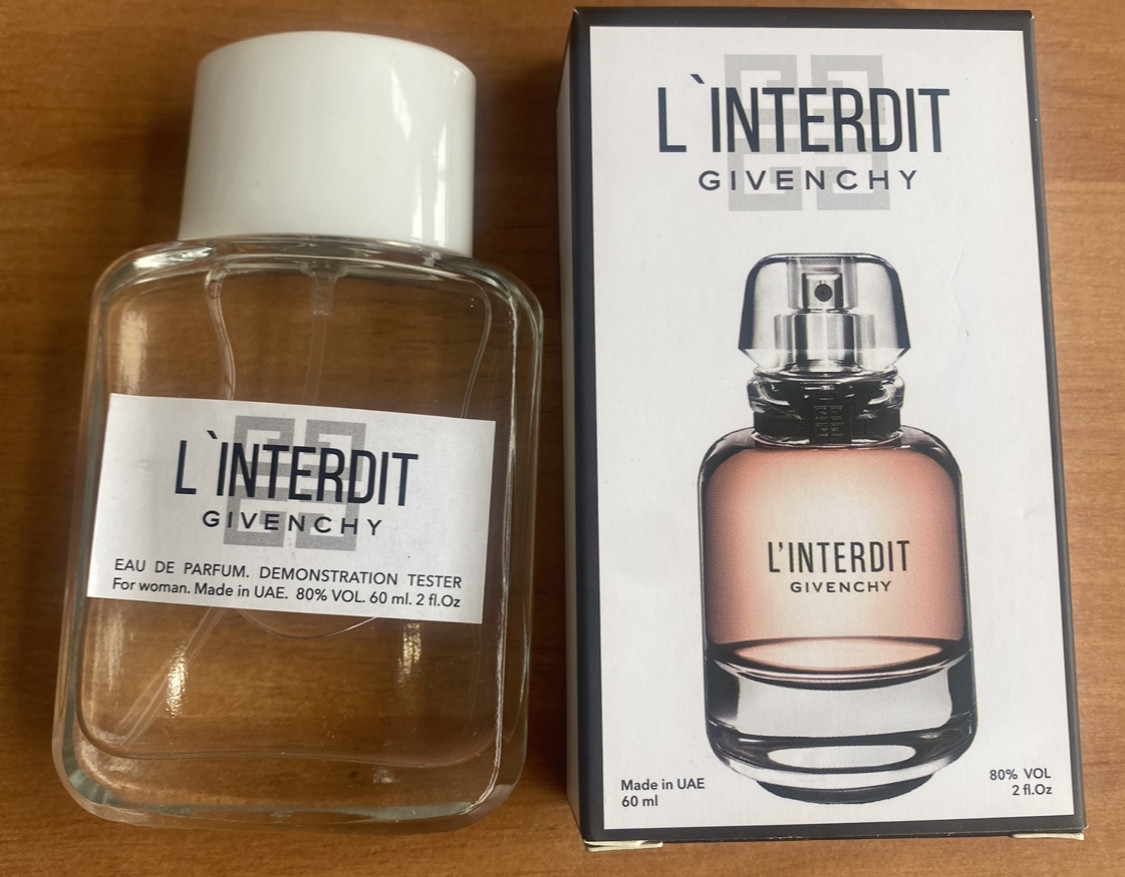 L`INTERDIT
GIVENCHY
EAU DE PARFUM. DEMONSTRATION TESTER
For woman. Made in UAE. 80% VOL. 60 ml. 2 fl.Oz
L`INTERDIT
GIVENCHY
L'INTERDIT
GIVENCHY
Made in UAE
60 ml
80% VOL
2 fl.Oz